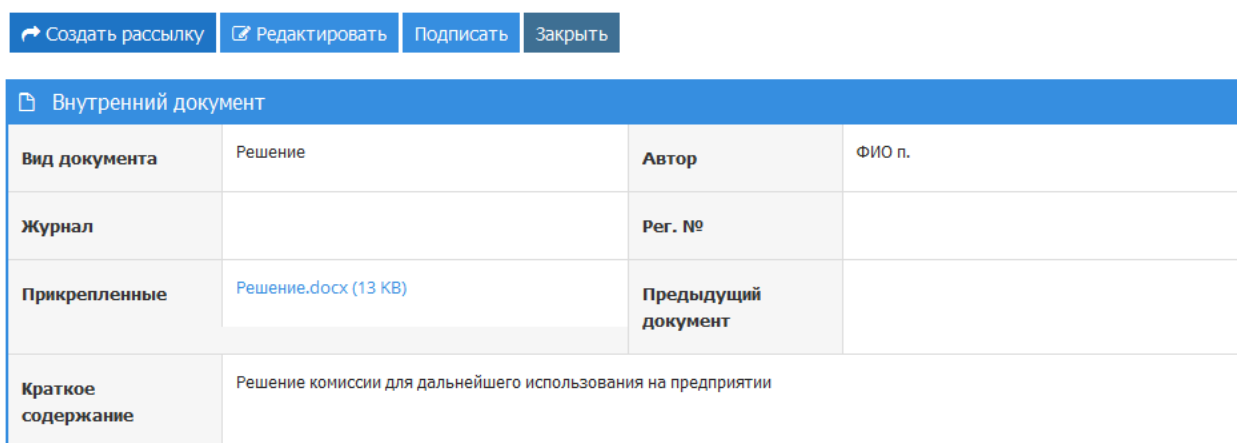 Создать рассылку Редактировать Подписать Закрыть
Внутренний документ
Вид документа Решение Автор ФИО п.
Журнал Рег. №
Прикрепленные Решение.docx (13 KB) Предыдущий
документ
Краткое Решение комиссии для дальнейшего использования на предприятии
содержание